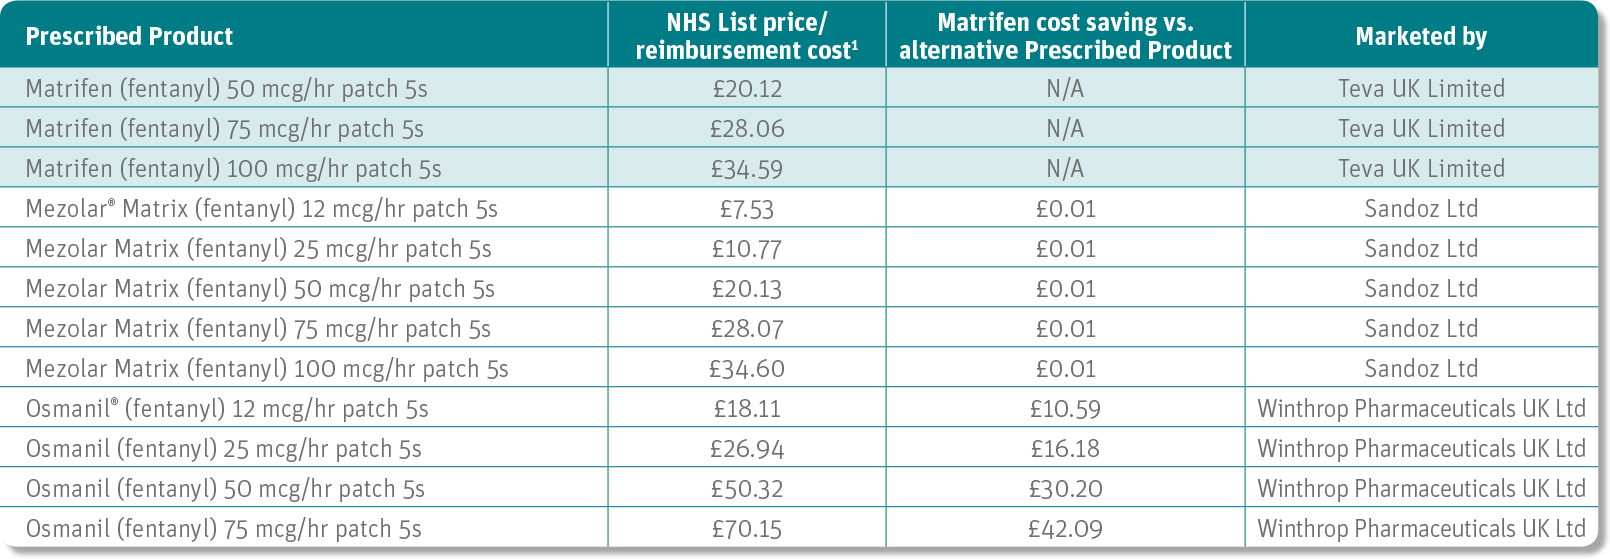 Prescribed Product
NHS List price/
reimbursement cost¹
Matrifen cost saving vs.
alternative Prescribed Product
Marketed by
Matrifen (fentanyl) 50 mcg/hr patch 5s £20.12 N/A Teva UK Limited
Matrifen (fentanyl) 75 mcg/hr patch 5s £28.06 N/A Teva UK Limited
Matrifen (fentanyl) 100 mcg/hr patch 5s £34.59 N/A Teva UK Limited
Mezolar® Matrix (fentanyl) 12 mcg/hr patch 5s £7.53 £0.01 Sandoz Ltd
Mezolar Matrix (fentanyl) 25 mcg/hr patch 5s £10.77 £0.01 Sandoz Ltd
Mezolar Matrix (fentanyl) 50 mcg/hr patch 5s £20.13 £0.01 Sandoz Ltd
Mezolar Matrix (fentanyl) 75 mcg/hr patch 5s £28.07 £0.01 Sandoz Ltd
Mezolar Matrix (fentanyl) 100 mcg/hr patch 5s £34.60 £0.01 Sandoz Ltd
Osmanil® (fentanyl) 12 mcg/hr patch 5s £18.11 £10.59 Winthrop Pharmaceuticals UK Ltd
Osmanil (fentanyl) 25 mcg/hr patch 5s £26.94 £16.18 Winthrop Pharmaceuticals UK Ltd
Osmanil (fentanyl) 50 mcg/hr patch 5s £50.32 £30.20 Winthrop Pharmaceuticals UK Ltd
Osmanil (fentanyl) 75 mcg/hr patch 5s £70.15 £42.09 Winthrop Pharmaceuticals UK Ltd